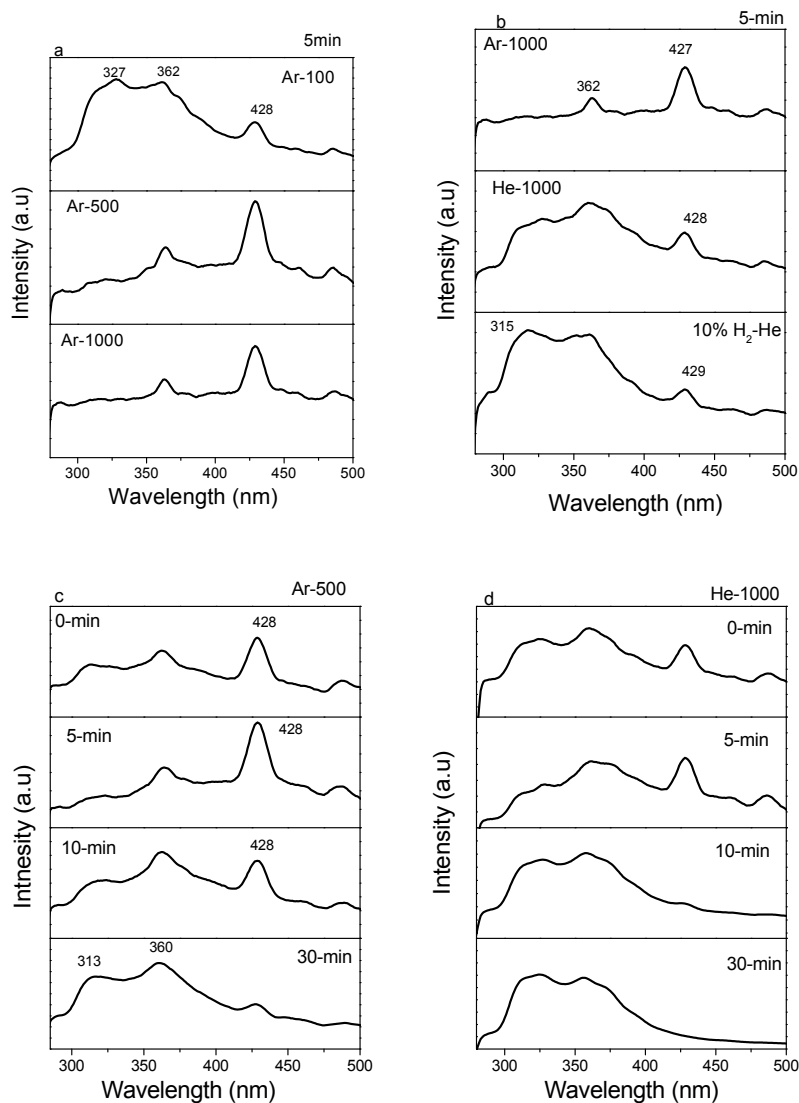 a
5min
327 362
Ar-100
428
Ar-500
Ar-1000
Intensity (a.u)
300 350 400 450 500
Wavelength (nm)
b
5-min
Ar-1000
427
362
He-1000
428
315
10% H2-He
429
Intensity (a.u)
300 350 400 450 500
Wavelength (nm)
c
Ar-500
0-min
428
5-min
428
10-min
428
313 360
30-min
Intnesity (a.u)
300 350 400 450 500
Wavelength (nm)
d
He-1000
0-min
5-min
10-min
30-min
Intensity (a.u)
300 350 400 450 500
Wavelength (nm)